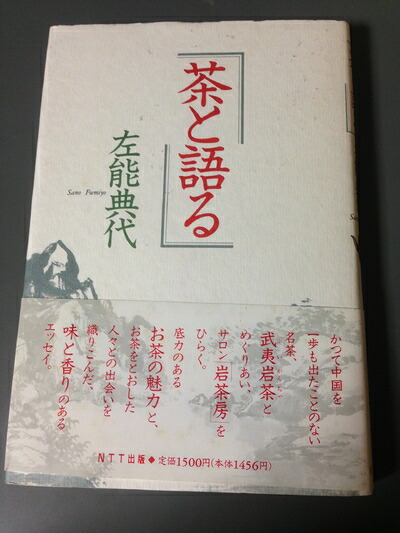 「茶と語る」
左能典代
Sano Fumiyo
かつて中国を
一歩も出たことのない
名茶、
武夷岩茶と
めぐりあい、
サロン「岩茶房」を
ひらく。
底力のある
お茶の魅力と、
お茶をとおした
人々との出会いを
織りこんだ、
味と香りのある
エッセイ。
NTT出版◆定価1500円(本体1456円)